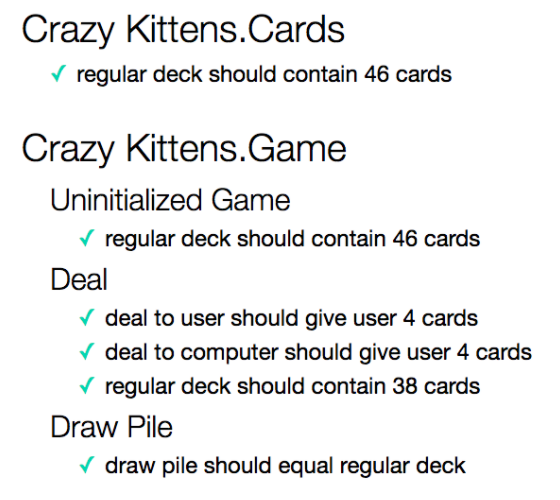 Crazy Kittens.Cards
✓ regular deck should contain 46 cards
Crazy Kittens.Game
Uninitialized Game
✓ regular deck should contain 46 cards
Deal
✓ deal to user should give user 4 cards
✓ deal to computer should give user 4 cards
✓ regular deck should contain 38 cards
Draw Pile
✓ draw pile should equal regular deck